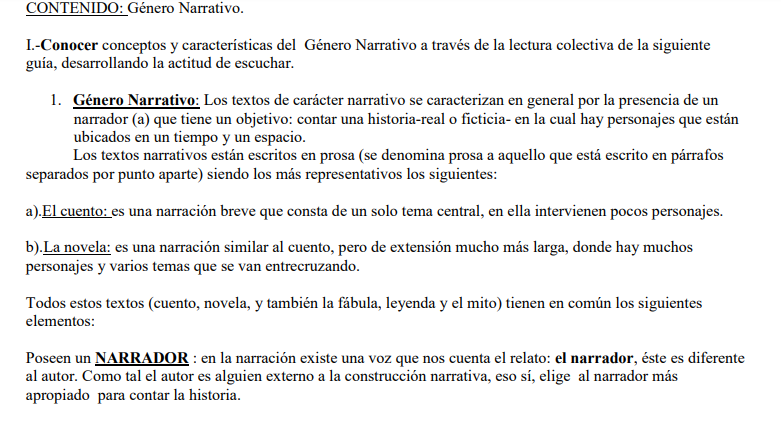 CONTENIDO: Género Narrativo.
I.-Conocer conceptos y características del Género Narrativo a través de la lectura colectiva de la siguiente
guía, desarrollando la actitud de escuchar.
1. Género Narrativo: Los textos de carácter narrativo se caracterizan en general por la presencia de un
narrador (a) que tiene un objetivo: contar una historia-real o ficticia- en la cual hay personajes que están
ubicados en un tiempo y un espacio.
Los textos narrativos están escritos en prosa (se denomina prosa a aquello que está escrito en párrafos
separados por punto aparte) siendo los más representativos los siguientes:
a).El cuento: es una narración breve que consta de un solo tema central, en ella intervienen pocos personajes.
b).La novela: es una narración similar al cuento, pero de extensión mucho más larga, donde hay muchos
personajes y varios temas que se van entrecruzando.
Todos estos textos (cuento, novela, y también la fábula, leyenda y el mito) tienen en común los siguientes
elementos:
Poseen un NARRADOR : en la narración existe una voz que nos cuenta el relato: el narrador, éste es diferente
al autor. Como tal el autor es alguien externo a la construcción narrativa, eso sí, elige al narrador más
apropiado para contar la historia.